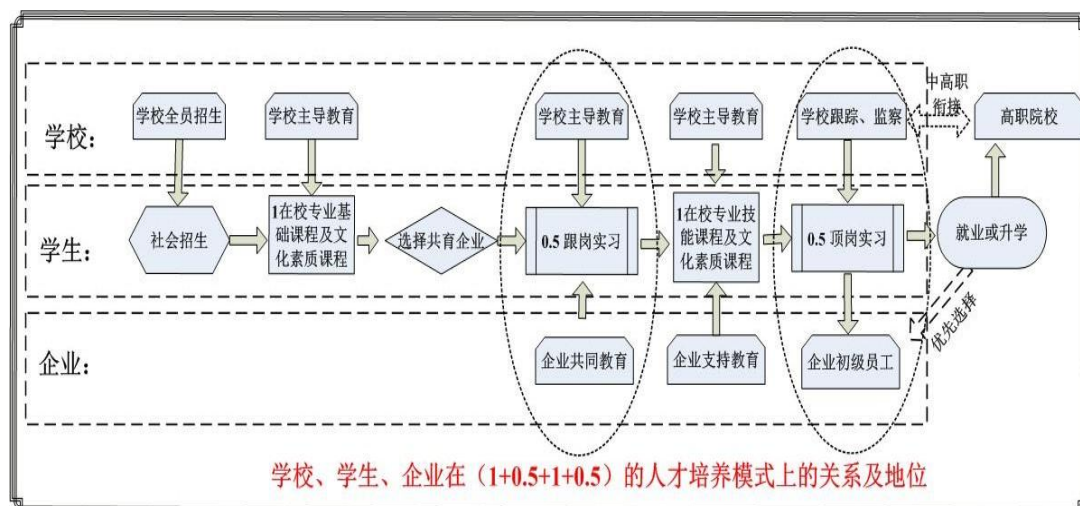 学校：
学校全员招生
学校主导教育
学校主导教育
学校主导教育
学校跟踪、监察
中高职
衔接
高职院校
学生：
社会招生
1在校专业基
础课程及文
化素质课程
选择共育企业
0.5 跟岗实习
1在校专业技
能课程及文
化素质课程
0.5 顶岗实习
就业或升学
企业：
企业共同教育
企业支持教育
企业初级员工
优先选择
学校、学生、企业在（1+0.5+1+0.5）的人才培养模式上的关系及地位